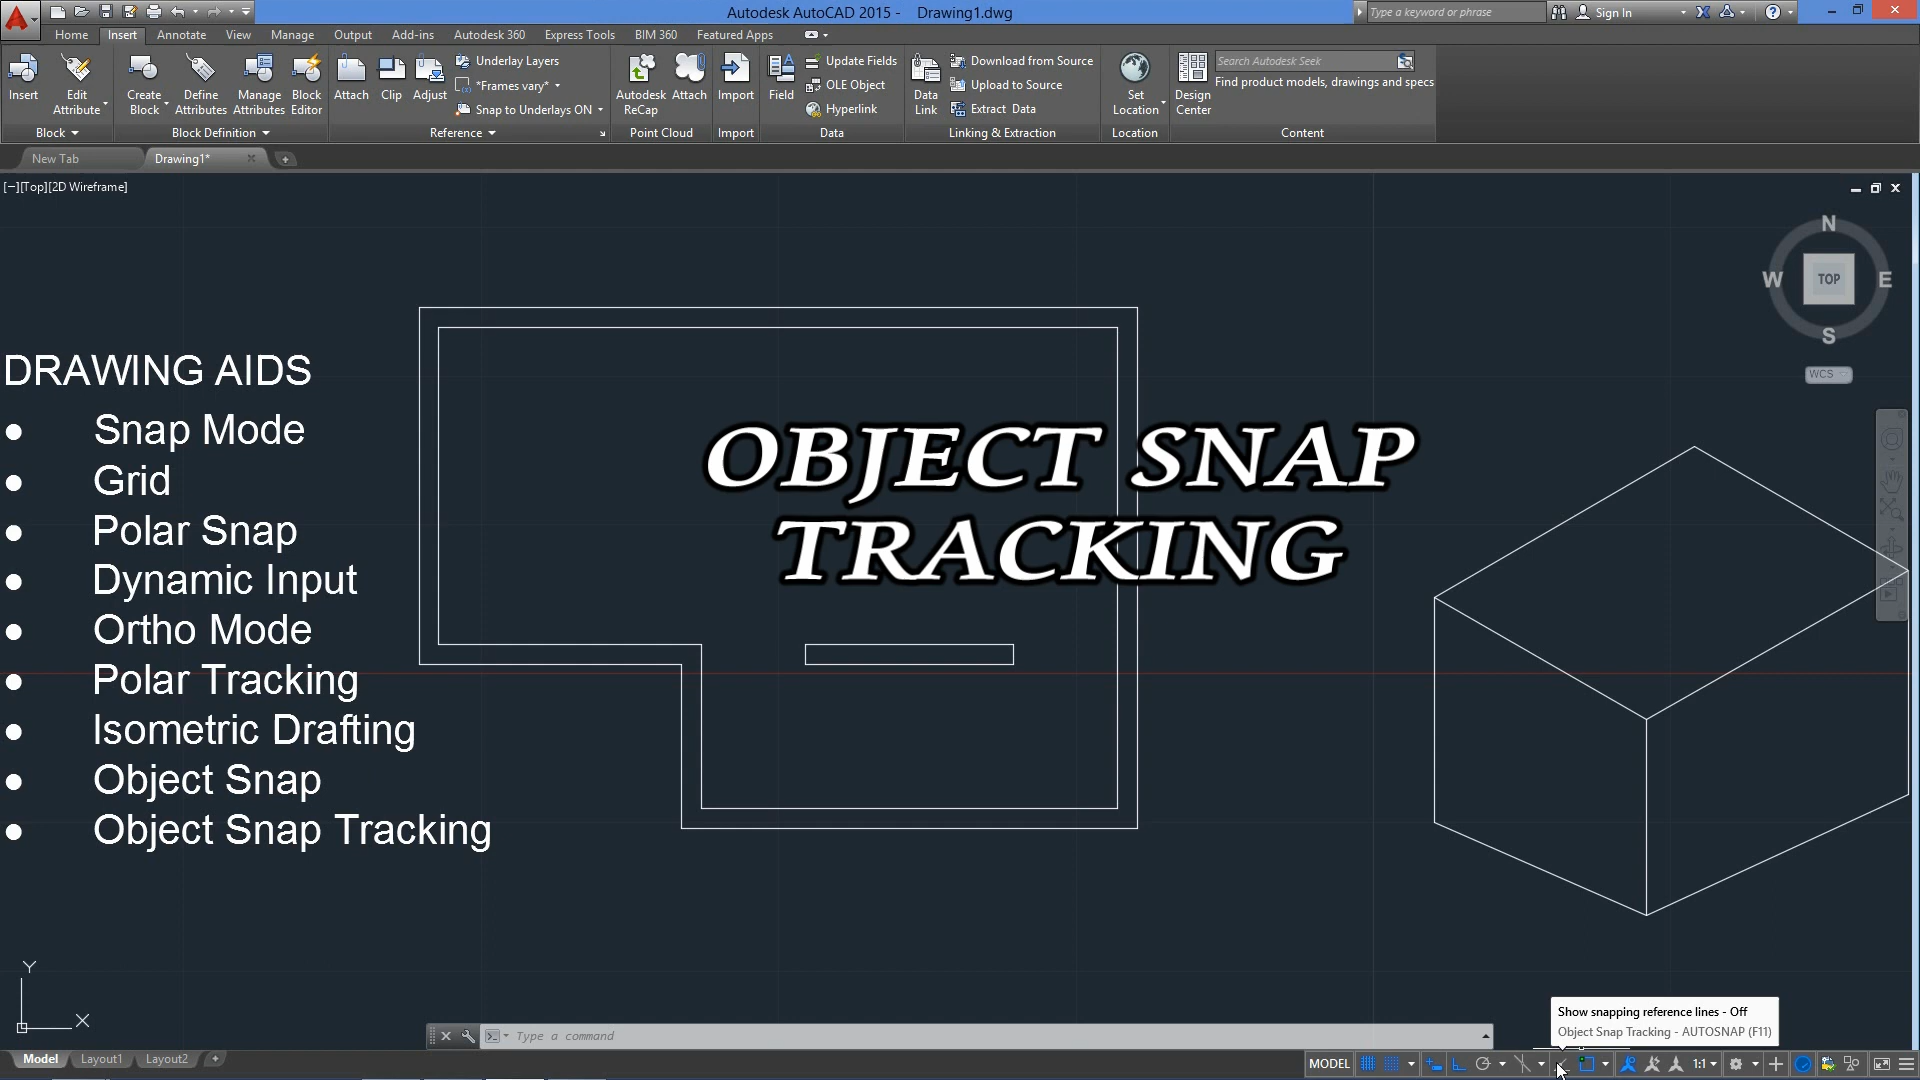 Autodesk AutoCAD 2015 - Drawing1.dwg
Type a keyword or phrase
Sign In
Home Insert Annotate View Manage Output Add-ins Autodesk 360 Express Tools BIM 360 Featured Apps
Insert
Edit Attribute
Create Block
Define Attributes
Manage Attributes
Block Editor
Attach
Clip
Adjust
Underlay Layers
*Frames vary*
Snap to Underlays ON
Autodesk ReCap
Attach
Import
Field
Update Fields
OLE Object
Hyperlink
Data Link
Download from Source
Upload to Source
Extract Data
Set Location
Design Center
Search Autodesk Seek
Find product models, drawings and specs
Block
Block Definition
Reference
Point Cloud
Import
Data
Linking & Extraction
Location
Content
New Tab
Drawing1*
[−][Top][2D Wireframe]
N
W
TOP
E
S
WCS
DRAWING AIDS
• Snap Mode
• Grid
• Polar Snap
• Dynamic Input
• Ortho Mode
• Polar Tracking
• Isometric Drafting
• Object Snap
• Object Snap Tracking
OBJECT SNAP
TRACKING
Y
X
Type a command
Show snapping reference lines - Off
Object Snap Tracking - AUTOSNAP (F11)
Model
Layout1
Layout2
MODEL
1:1